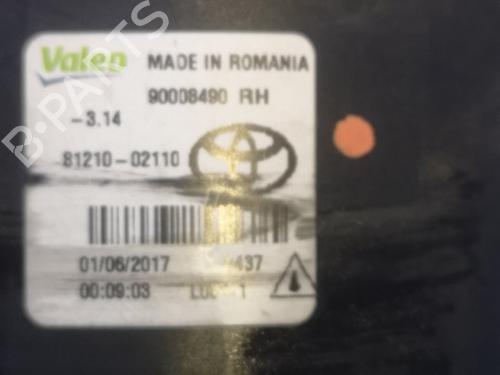 Valeo MADE IN ROMANIA
90008490 RH
-3.14
81210-02110
01/06/2017
00:09:03
B-PARTS